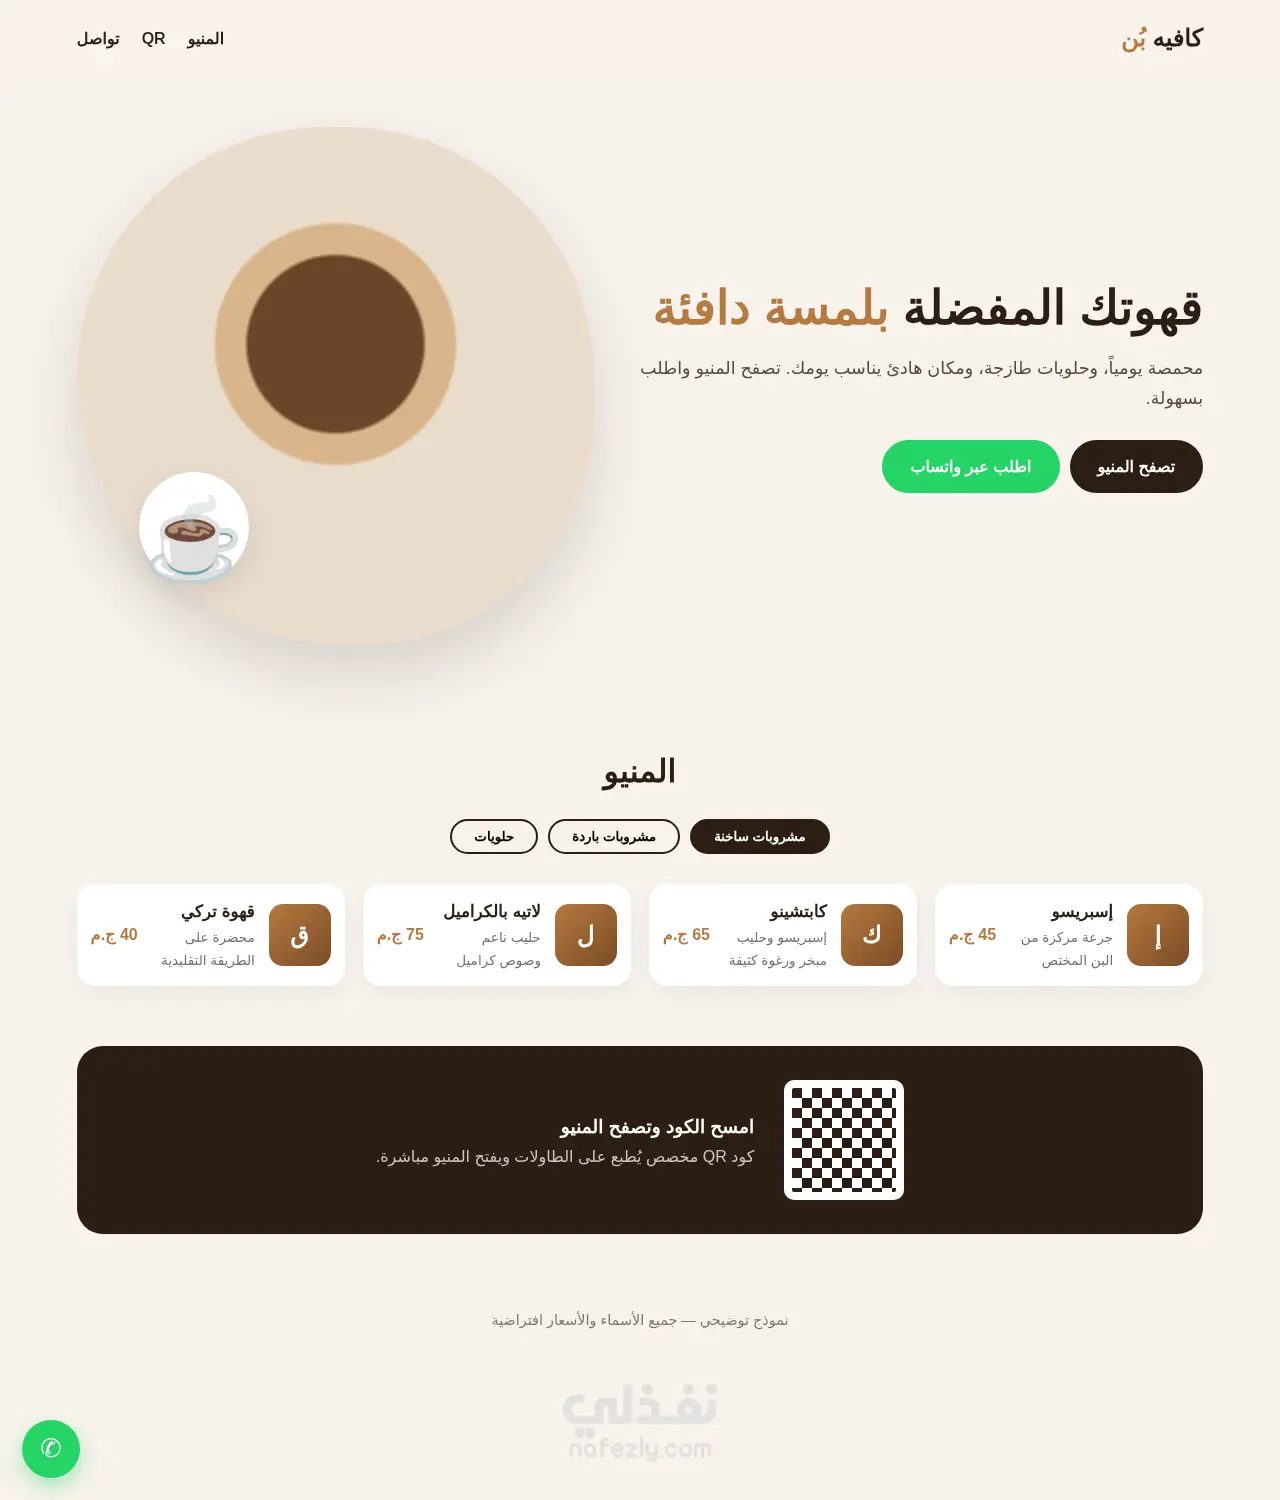 كافيه بُن
المنيو
QR
تواصل
قهوتك المفضلة بلمسة دافئة
محمصة يومياً، وحلويات طازجة، ومكان هادئ يناسب يومك. تصفح المنيو واطلب
بسهولة.
تصفح المنيو
اطلب عبر واتساب
المنيو
مشروبات ساخنة
مشروبات باردة
حلويات
إ
إسبريسو
جرعة مركزة من
البن المختص
45 ج.م
ك
كابتشينو
إسبريسو وحليب
مبخر ورغوة كثيفة
65 ج.م
ل
لاتيه بالكراميل
حليب ناعم
وصوص كراميل
75 ج.م
ق
قهوة تركي
محضرة على
الطريقة التقليدية
40 ج.م
امسح الكود وتصفح المنيو
كود QR مخصص يُطبع على الطاولات ويفتح المنيو مباشرة.
نموذج توضيحي — جميع الأسماء والأسعار افتراضية
نفذلي
nafezly.com